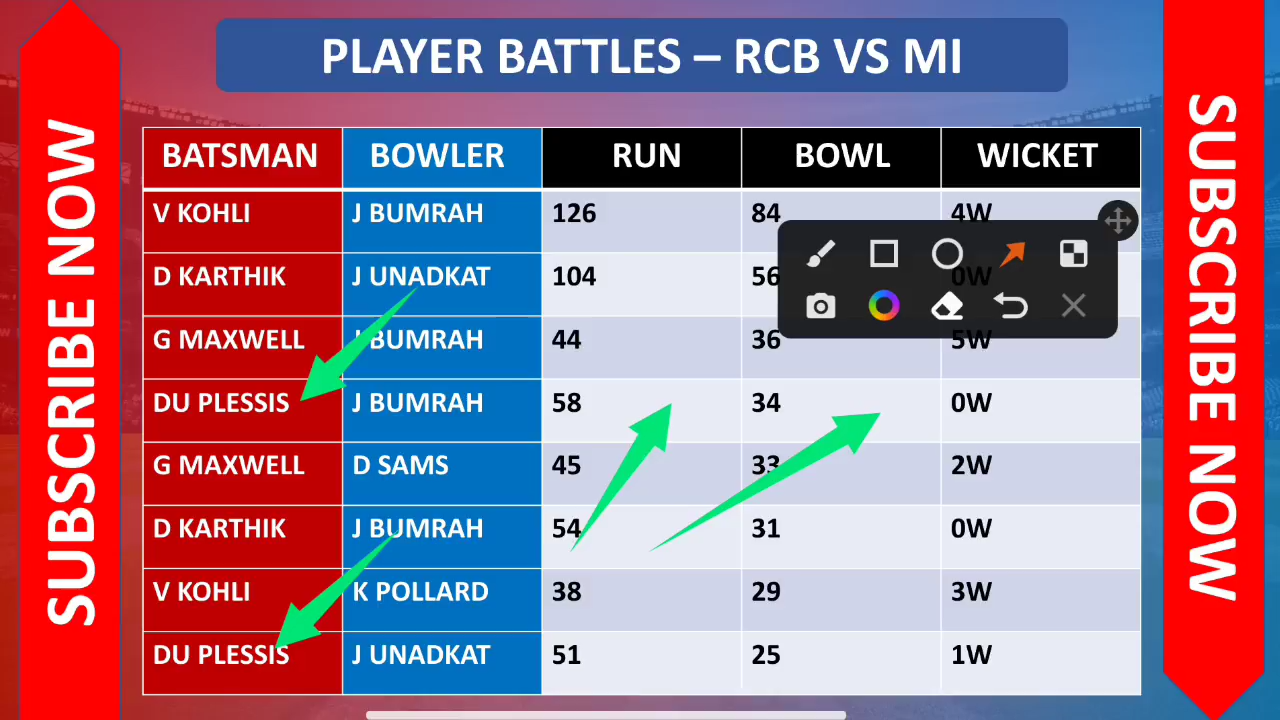 PLAYER BATTLES – RCB VS MI
SUBSCRIBE NOW
BATSMAN BOWLER RUN BOWL WICKET
V KOHLI J BUMRAH 126 84 4W
D KARTHIK J UNADKAT 104 56 0W
G MAXWELL J BUMRAH 44 36 5W
DU PLESSIS J BUMRAH 58 34 0W
G MAXWELL D SAMS 45 33 2W
D KARTHIK J BUMRAH 54 31 0W
V KOHLI K POLLARD 38 29 3W
DU PLESSIS J UNADKAT 51 25 1W
SUBSCRIBE NOW